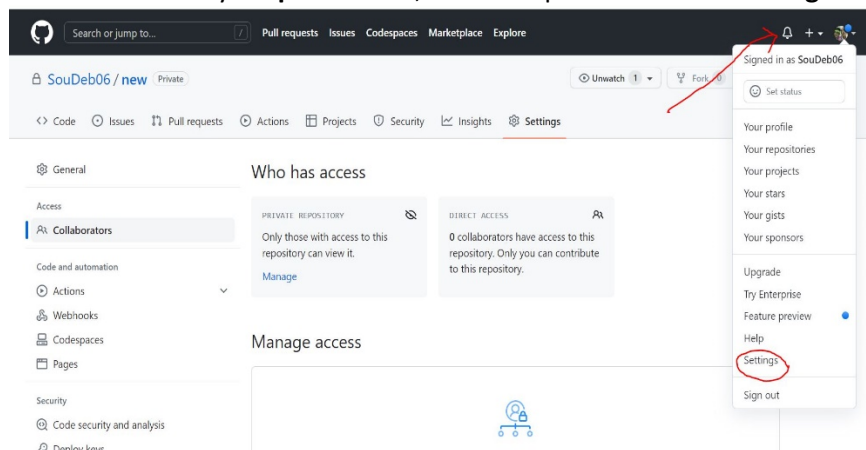 Search or jump to...
/
Pull requests Issues Codespaces Marketplace Explore
Signed in as SouDeb06
SouDeb06 / new Private
Unwatch 1
Fork 0
Set status
Code Issues Pull requests Actions Projects Security Insights Settings
Your profile
Your repositories
Your projects
Your stars
Your gists
Your sponsors
Upgrade
Try Enterprise
Feature preview
Help
Settings
Sign out
General
Access
Collaborators
Code and automation
Actions
Webhooks
Codespaces
Pages
Security
Code security and analysis
Deploy keys
Who has access
PRIVATE REPOSITORY
Only those with access to this
repository can view it.
Manage
DIRECT ACCESS
0 collaborators have access to this
repository. Only you can contribute
to this repository.
Manage access